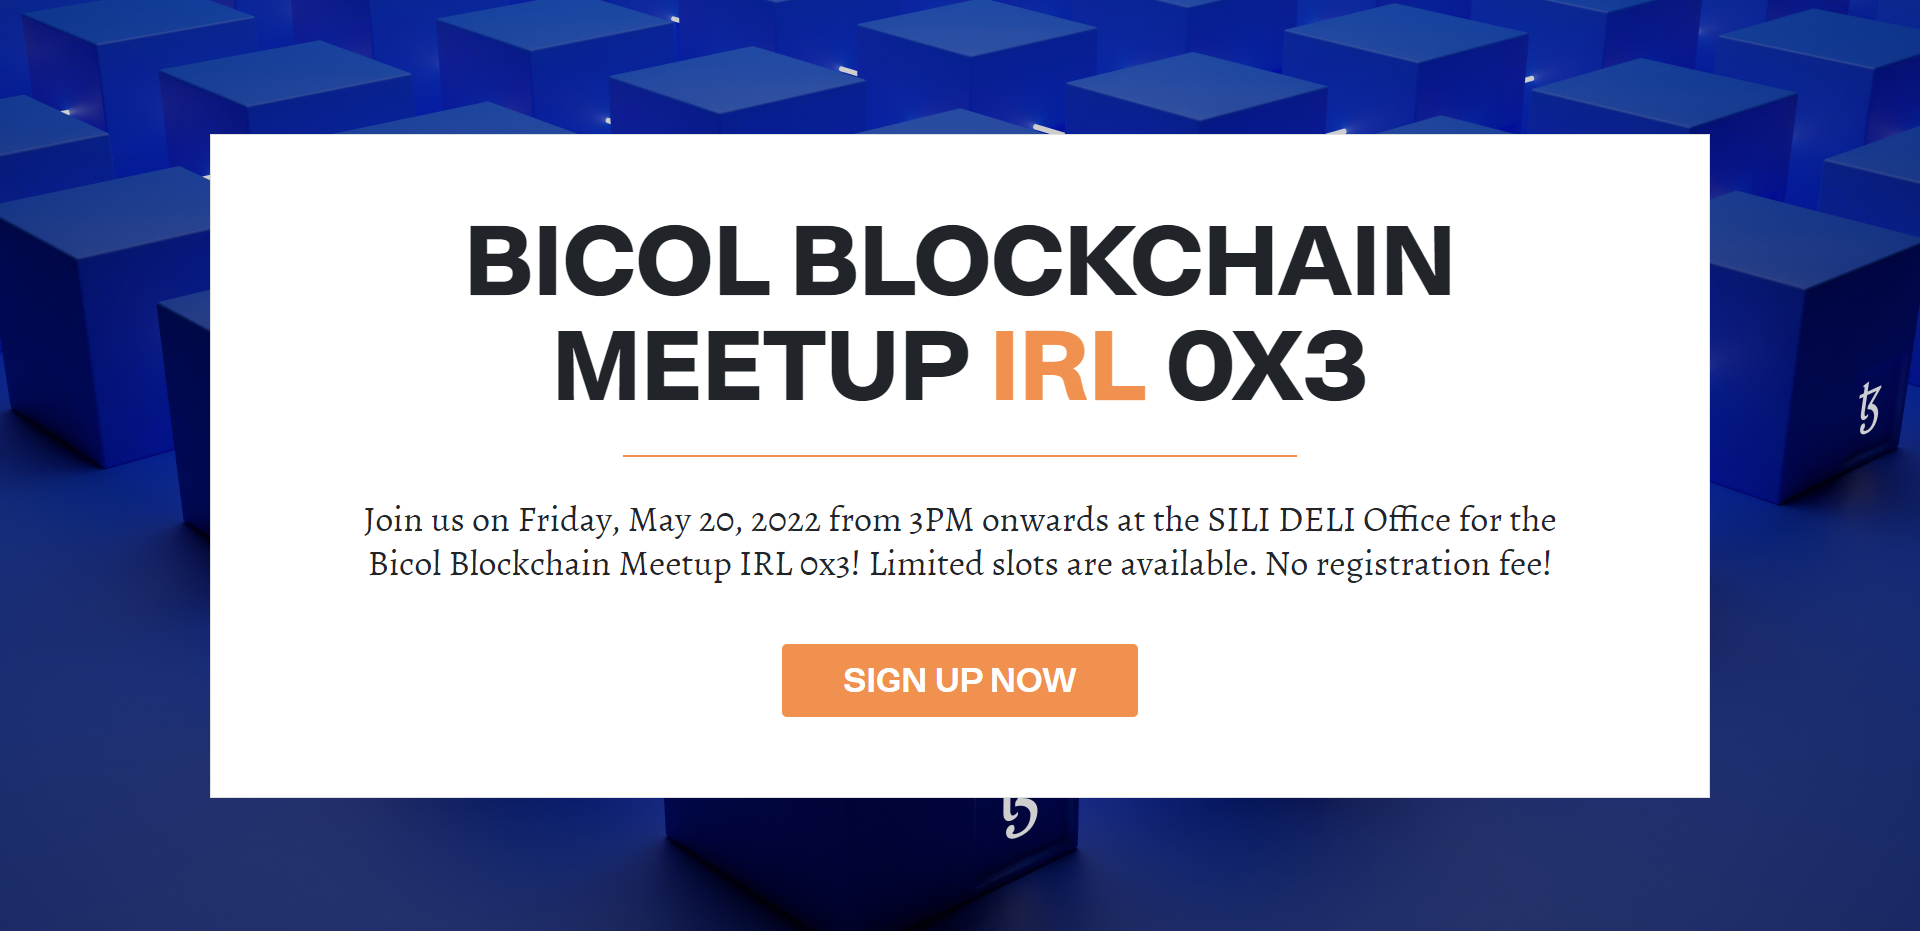 BICOL BLOCKCHAIN
MEETUP IRL 0X3
Join us on Friday, May 20, 2022 from 3PM onwards at the SILI DELI Office for the
Bicol Blockchain Meetup IRL 0x3! Limited slots are available. No registration fee!
SIGN UP NOW